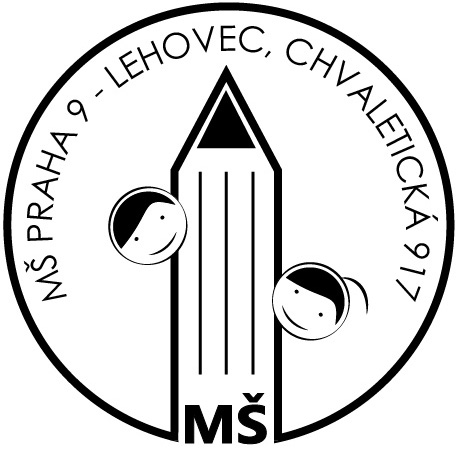 MŠ PRAHA 9 - LEHOVEC, CHVALETICKÁ 917
MŠ